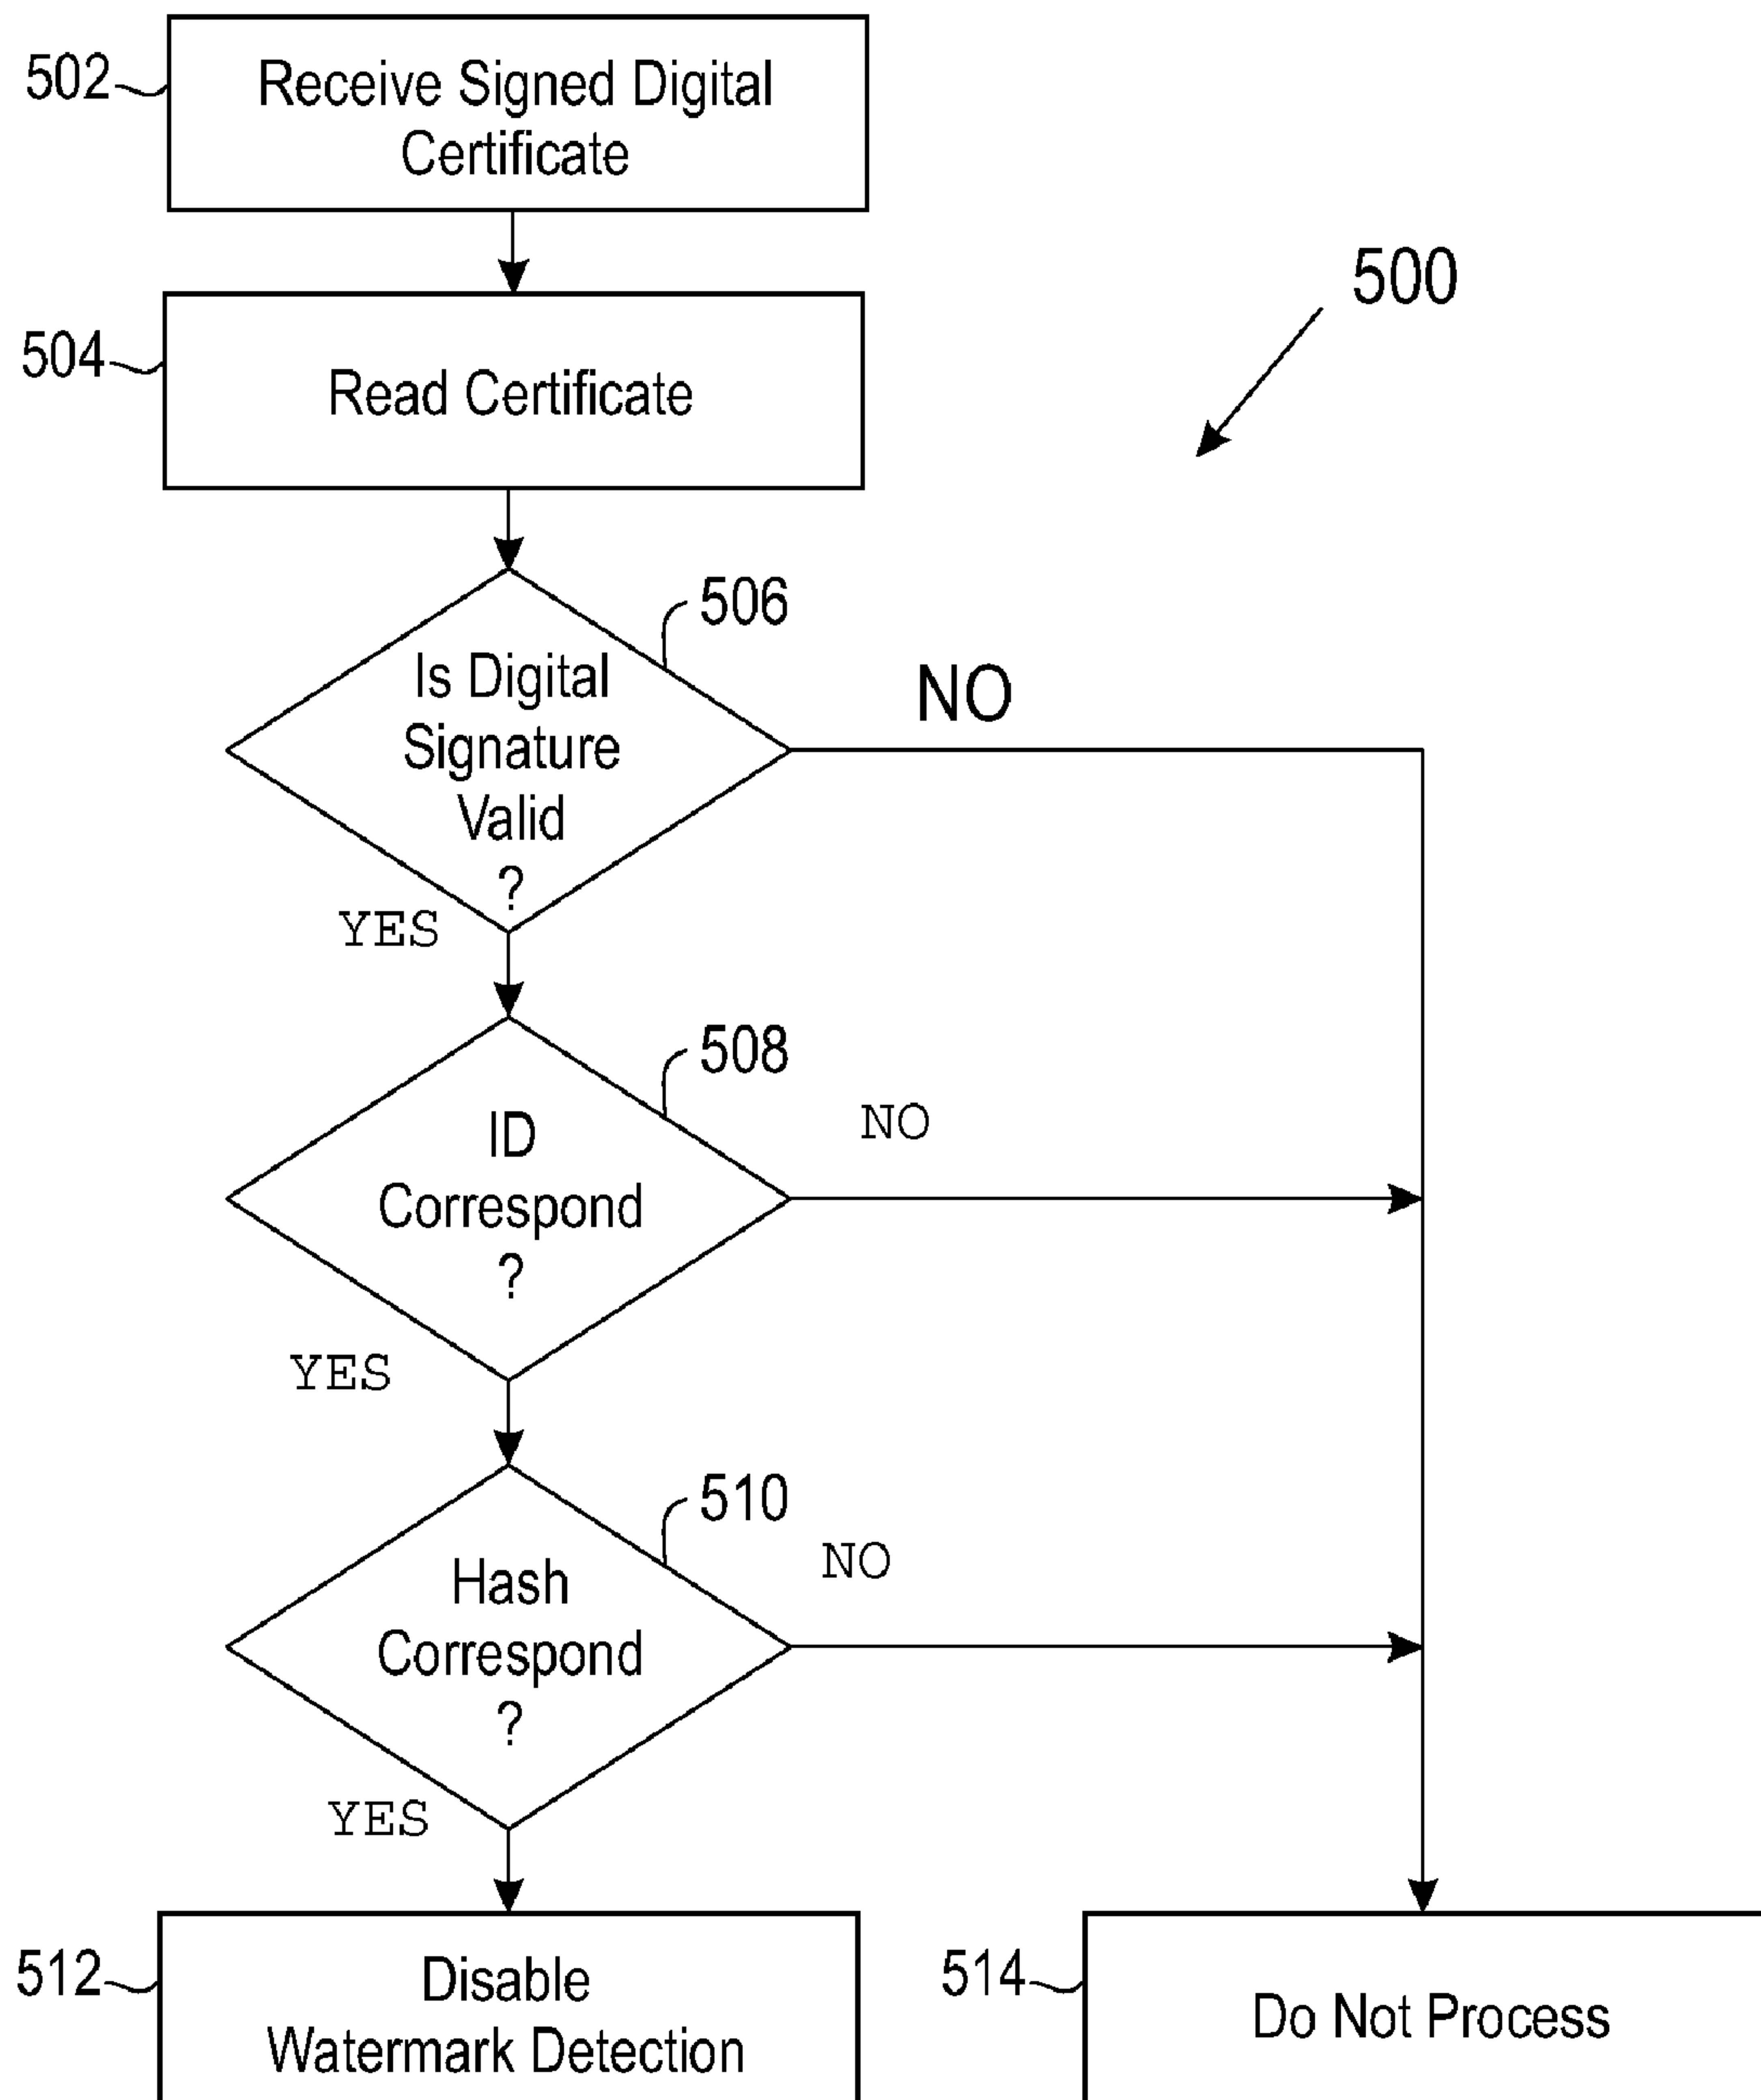 502
Receive Signed Digital
Certificate
500
504
Read Certificate
506
Is Digital
Signature
Valid
?
NO
YES
508
ID
Correspond
?
NO
YES
510
Hash
Correspond
?
NO
YES
512
Disable
Watermark Detection
514
Do Not Process